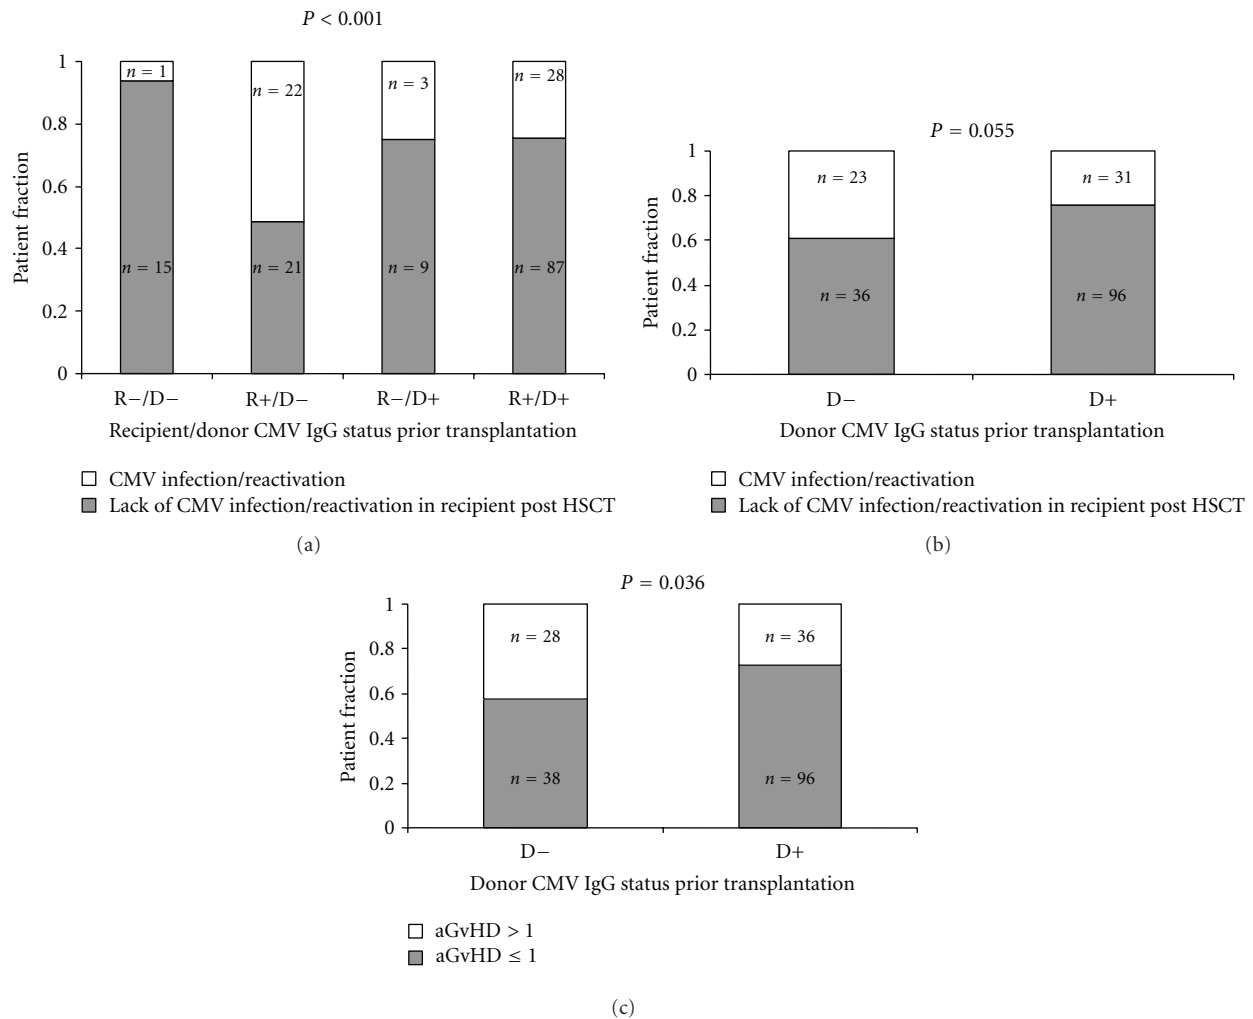 P < 0.001
1
0.8
0.6
0.4
0.2
0
Patient fraction
n = 1
n = 22
n = 3
n = 28
n = 15
n = 21
n = 9
n = 87
R−/D−
R+/D−
R−/D+
R+/D+
Recipient/donor CMV IgG status prior transplantation
CMV infection/reactivation
Lack of CMV infection/reactivation in recipient post HSCT
(a)
P = 0.055
1
0.8
0.6
0.4
0.2
0
Patient fraction
n = 23
n = 31
n = 36
n = 96
D−
D+
Donor CMV IgG status prior transplantation
CMV infection/reactivation
Lack of CMV infection/reactivation in recipient post HSCT
(b)
P = 0.036
1
0.8
0.6
0.4
0.2
0
Patient fraction
n = 28
n = 36
n = 38
n = 96
D−
D+
Donor CMV IgG status prior transplantation
aGvHD > 1
aGvHD ≤ 1
(c)